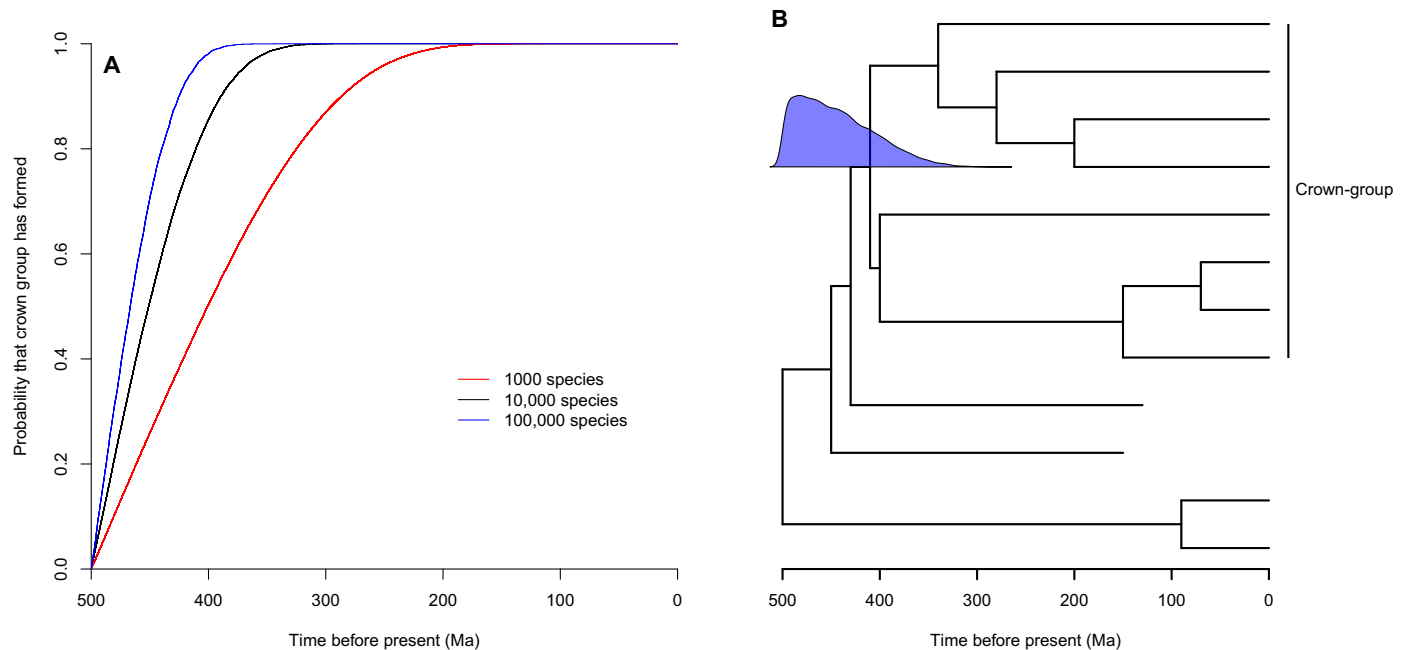 A
Probability that crown group has formed
1.0
0.8
0.6
0.4
0.2
0.0
1000 species
10,000 species
100,000 species
500 400 300 200 100 0
Time before present (Ma)
B
Crown-group
500 400 300 200 100 0
Time before present (Ma)